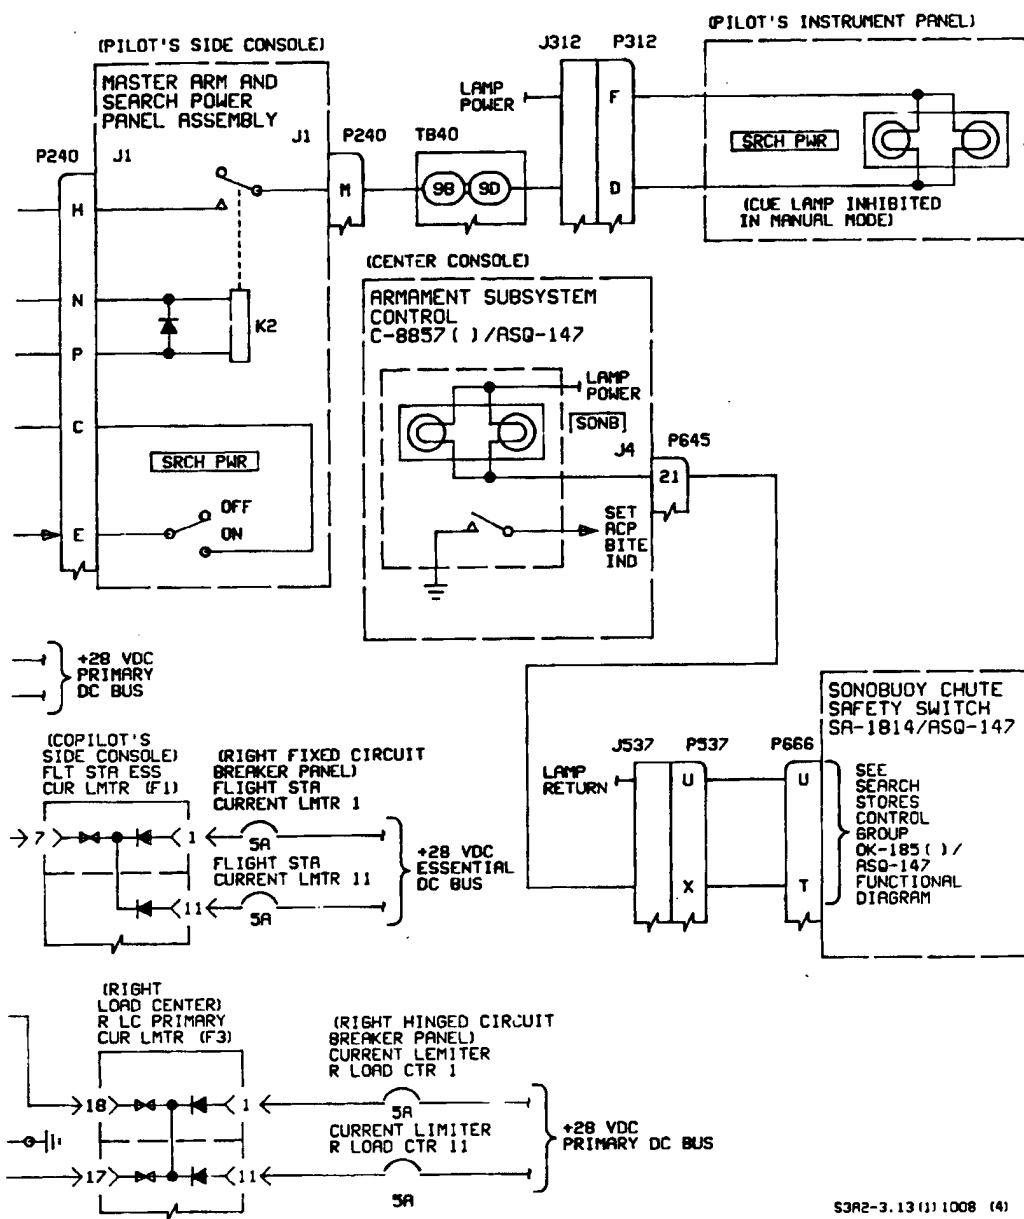 (PILOT'S SIDE CONSOLE)
MASTER ARM AND
SEARCH POWER
PANEL ASSEMBLY
P240
J1
J1
P240
TB40
H
N
P
C
E
K2
M
9B
9D
SRCH PWR
OFF
ON
J312
P312
LAMP
POWER
F
D
(PILOT'S INSTRUMENT PANEL)
SRCH PWR
(CUE LAMP INHIBITED
IN MANUAL MODE)
(CENTER CONSOLE)
ARMAMENT SUBSYSTEM
CONTROL
C-8857( )/ASQ-147
LAMP
POWER
SONB
J4
P645
21
SET
ACP
BITE
IND
+28 VDC
PRIMARY
DC BUS
(COPILOT'S
SIDE CONSOLE)
FLT STA ESS
CUR LMTR (F1)
7
1
11
(RIGHT FIXED CIRCUIT
BREAKER PANEL)
FLIGHT STA
CURRENT LMTR 1
5A
FLIGHT STA
CURRENT LMTR 11
5A
+28 VDC
ESSENTIAL
DC BUS
J537
P537
P666
LAMP
RETURN
U
X
U
T
SONOBUOY CHUTE
SAFETY SWITCH
SA-1814/ASQ-147
SEE
SEARCH
STORES
CONTROL
GROUP
OK-185( )/
ASQ-147
FUNCTIONAL
DIAGRAM
(RIGHT
LOAD CENTER)
R LC PRIMARY
CUR LMTR (F3)
18
1
17
11
(RIGHT HINGED CIRCUIT
BREAKER PANEL)
CURRENT LEMITER
R LOAD CTR 1
5A
CURRENT LIMITER
R LOAD CTR 11
5A
+28 VDC
PRIMARY DC BUS
S3A2-3.13(1)1008 (4)